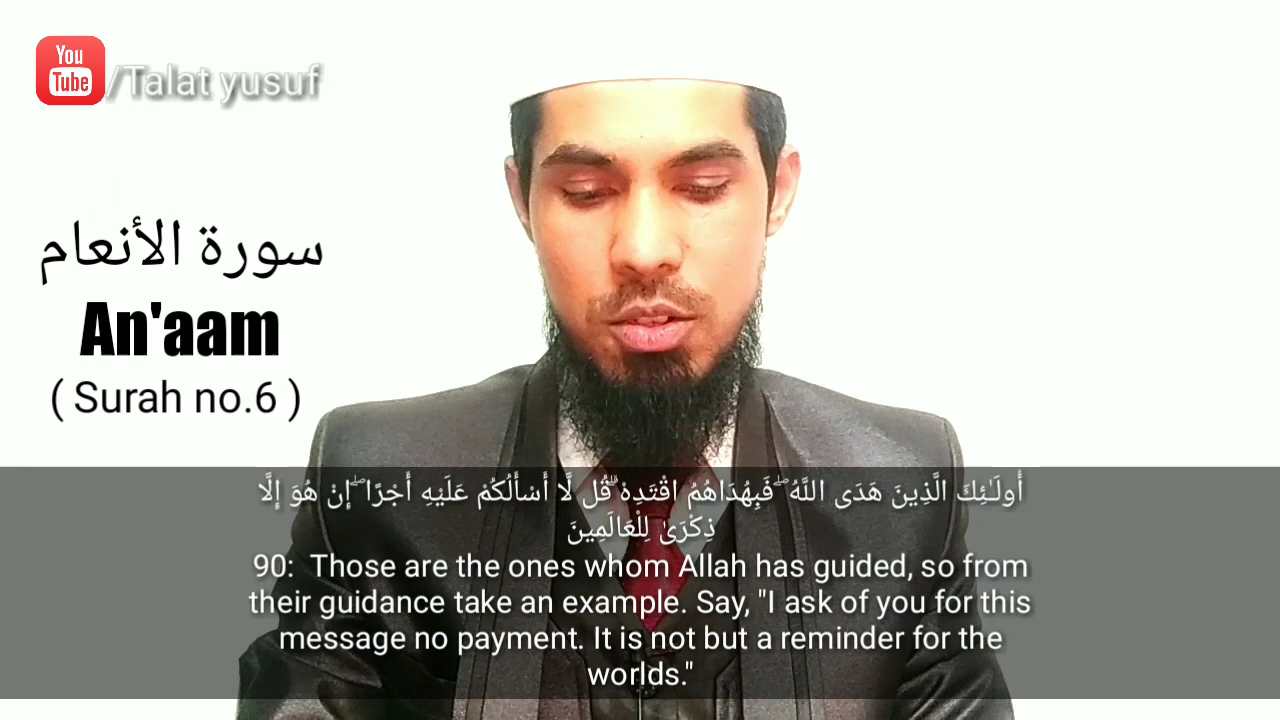 You
Tube
/Talat yusuf
سورة الأنعام
An'aam
( Surah no.6 )
أُولَـٰئِكَ الَّذِينَ هَدَى اللَّهُ ۖ فَبِهُدَاهُمُ اقْتَدِهْ ۗ قُل لَّا أَسْأَلُكُمْ عَلَيْهِ أَجْرًا ۖ إِنْ هُوَ إِلَّا
ذِكْرَىٰ لِلْعَالَمِينَ
90:  Those are the ones whom Allah has guided, so from
their guidance take an example. Say, "I ask of you for this
message no payment. It is not but a reminder for the
worlds."